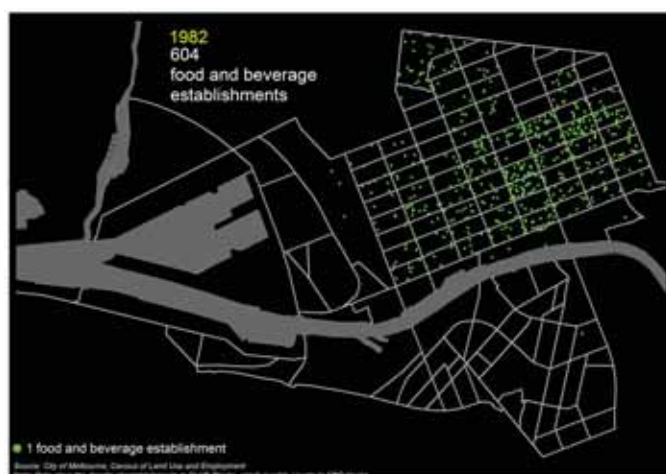 1982
604
food and beverage
establishments
1 food and beverage establishment
Source: City of Melbourne, Census of Land Use and Employment